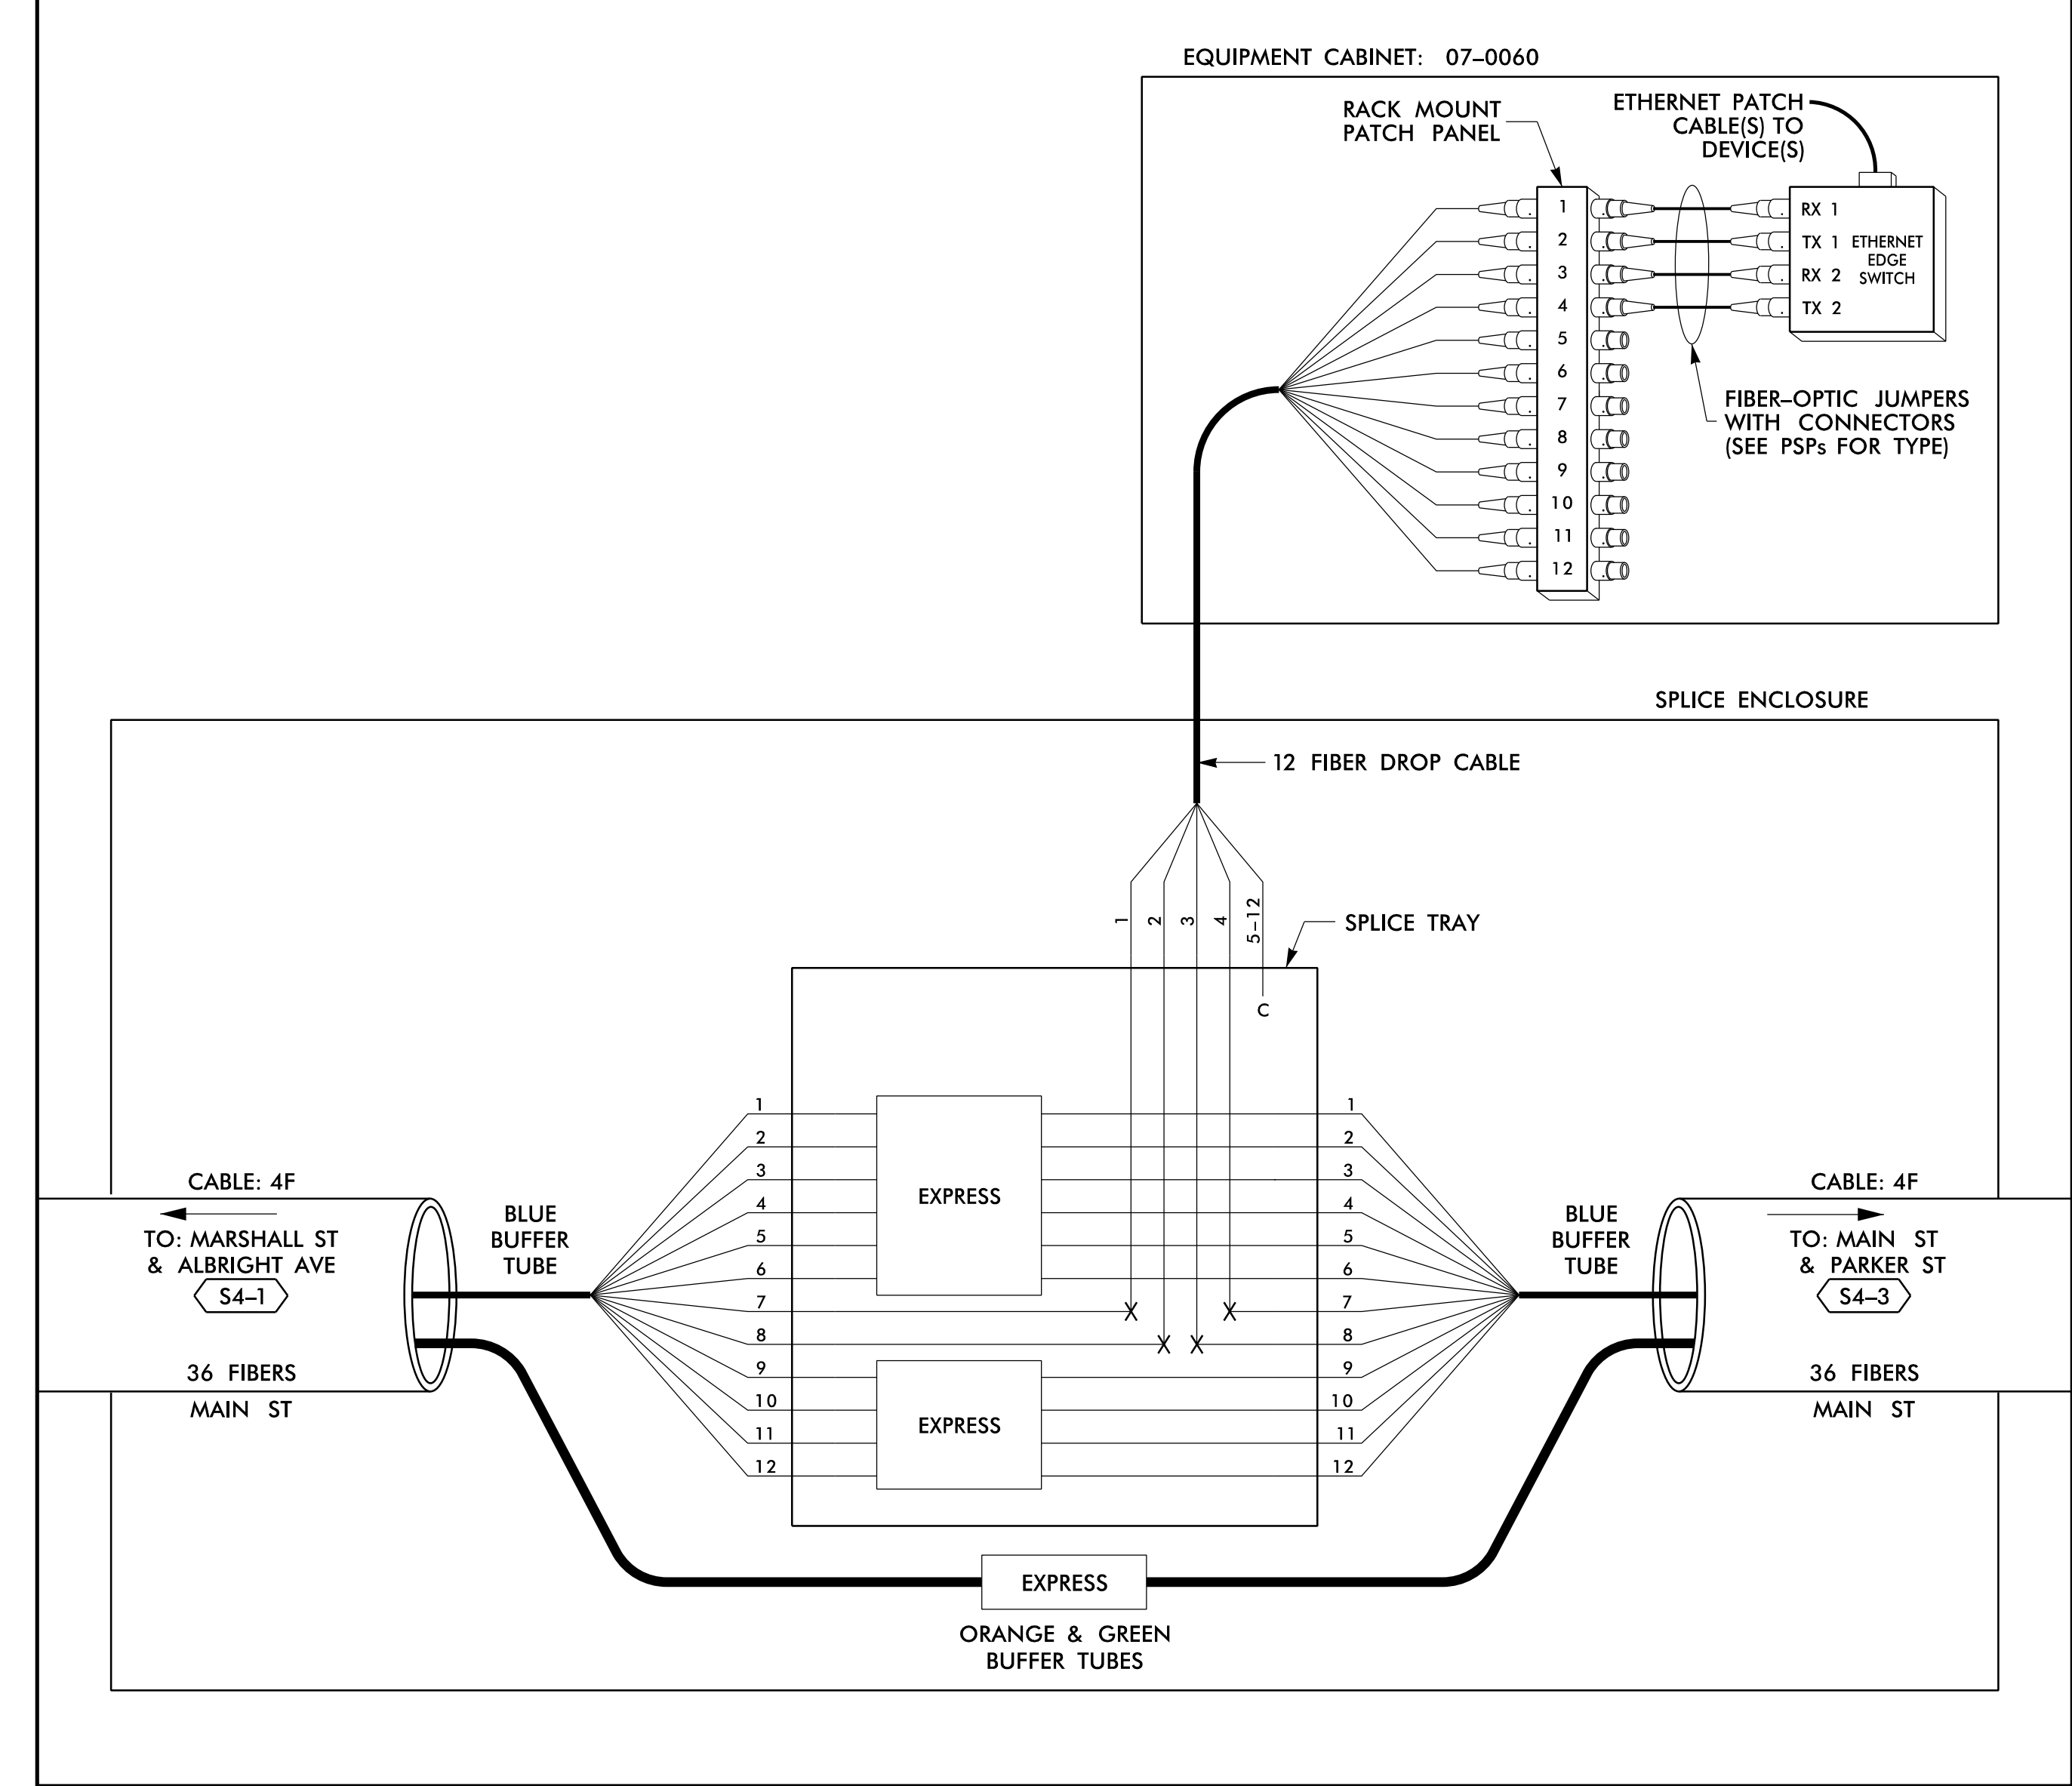 EQUIPMENT CABINET: 07–0060
RACK MOUNT
PATCH PANEL
ETHERNET PATCH
CABLE(S) TO
DEVICE(S)
1
2
3
4
5
6
7
8
9
10
11
12
RX 1
TX 1
RX 2
TX 2
ETHERNET
EDGE
SWITCH
FIBER–OPTIC JUMPERS
WITH CONNECTORS
(SEE PSPs FOR TYPE)
SPLICE ENCLOSURE
12 FIBER DROP CABLE
1
2
3
4
5–12
SPLICE TRAY
C
CABLE: 4F
TO: MARSHALL ST
& ALBRIGHT AVE
S4–1
36 FIBERS
MAIN ST
BLUE
BUFFER
TUBE
1
2
3
4
5
6
7
8
9
10
11
12
EXPRESS
EXPRESS
1
2
3
4
5
6
7
8
9
10
11
12
BLUE
BUFFER
TUBE
CABLE: 4F
TO: MAIN ST
& PARKER ST
S4–3
36 FIBERS
MAIN ST
EXPRESS
ORANGE & GREEN
BUFFER TUBES